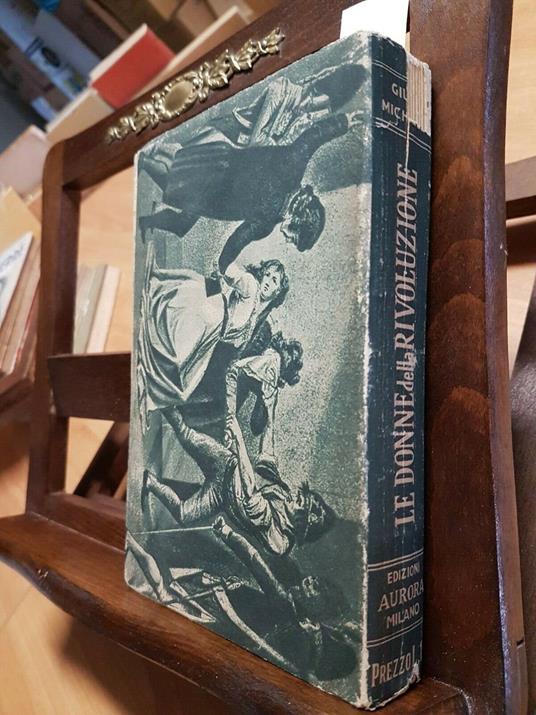 GIU
MICH
LE DONNE della RIVOLUZIONE
EDIZIONI
AURORA
MILANO
PREZZO L